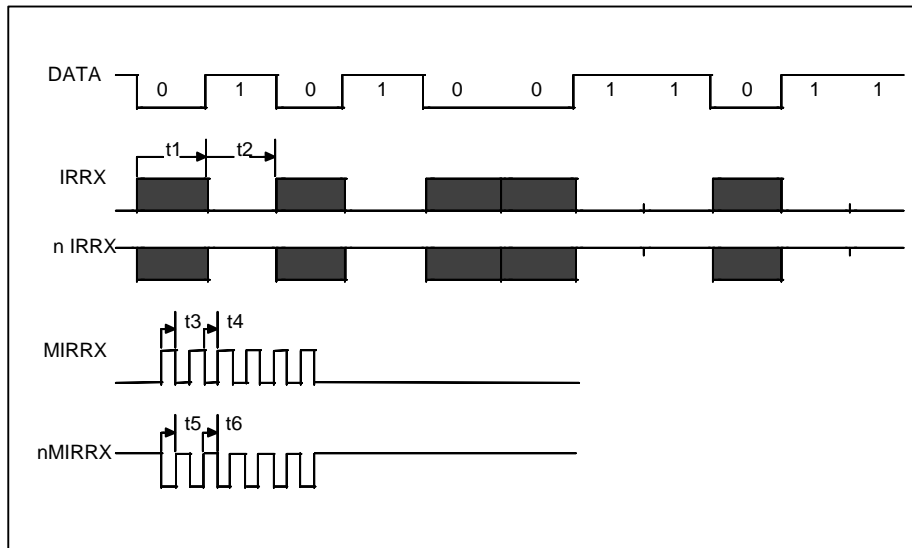 DATA
0 1 0 1 0 0 1 1 0 1 1
t1 t2
IRRX
n IRRX
t3 t4
MIRRX
t5 t6
nMIRRX